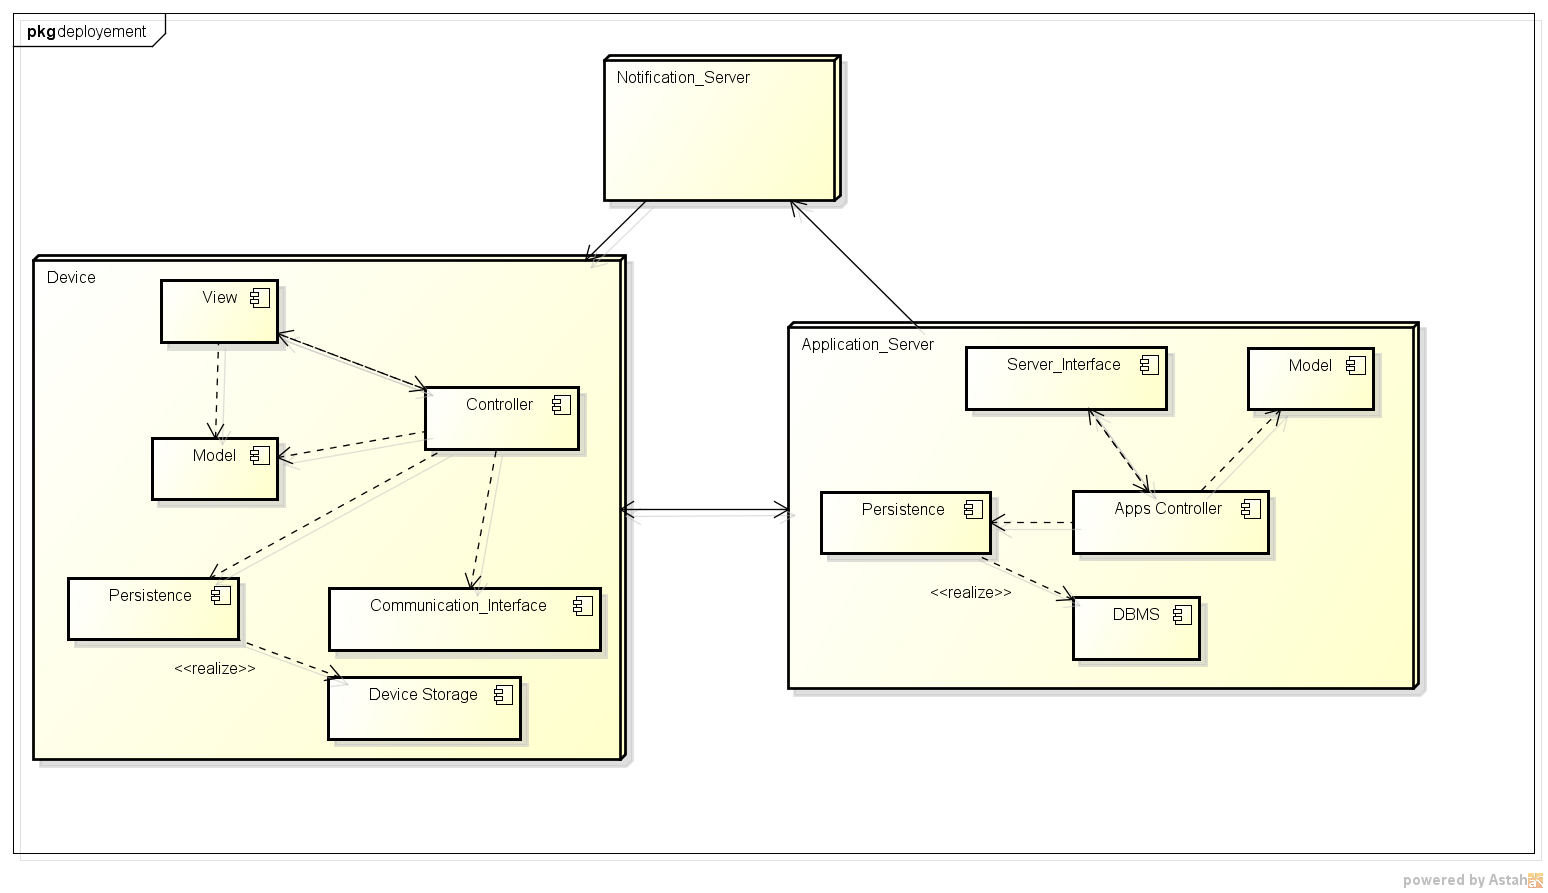 pkg deployement
Notification_Server
Device
View
Controller
Model
Persistence
Communication_Interface
<<realize>>
Device Storage
Application_Server
Server_Interface
Model
Persistence
Apps Controller
<<realize>>
DBMS
powered by Astah